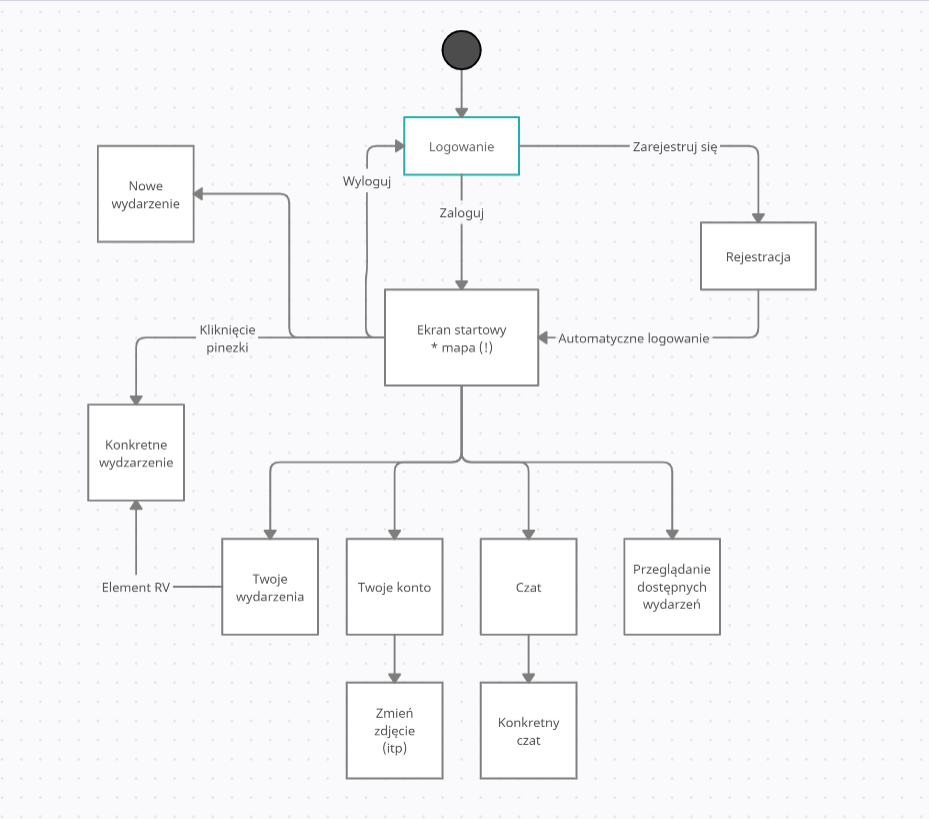 Logowanie
Zarejestruj się
Wyloguj
Nowe
wydarzenie
Zaloguj
Rejestracja
Kliknięcie
pinezki
Ekran startowy
* mapa (!)
Automatyczne logowanie
Konkretne
wydzarzenie
Element RV
Twoje
wydarzenia
Twoje konto
Czat
Przeglądanie
dostępnych
wydarzeń
Zmień
zdjęcie
(itp)
Konkretny
czat